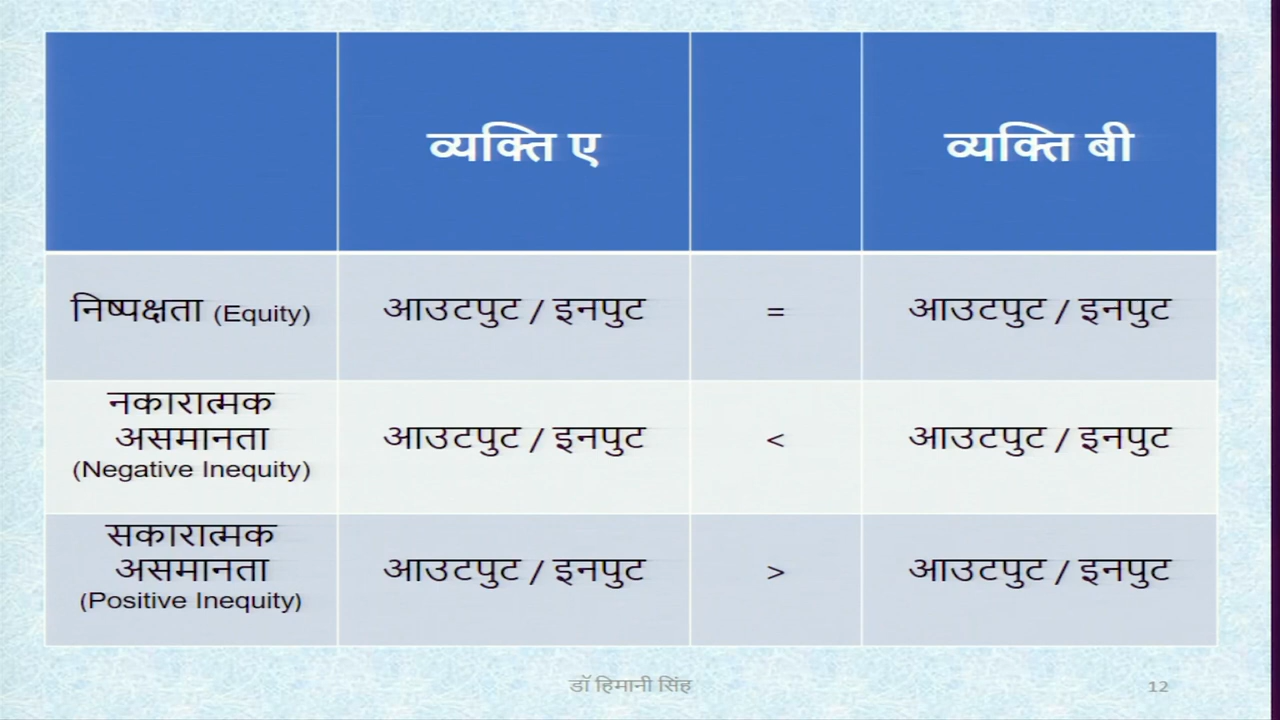 व्यक्ति ए व्यक्ति बी
निष्पक्षता (Equity) आउटपुट / इनपुट = आउटपुट / इनपुट
नकारात्मक
असमानता आउटपुट / इनपुट < आउटपुट / इनपुट
(Negative Inequity)
सकारात्मक
असमानता आउटपुट / इनपुट > आउटपुट / इनपुट
(Positive Inequity)
डॉ हिमानी सिंह 12